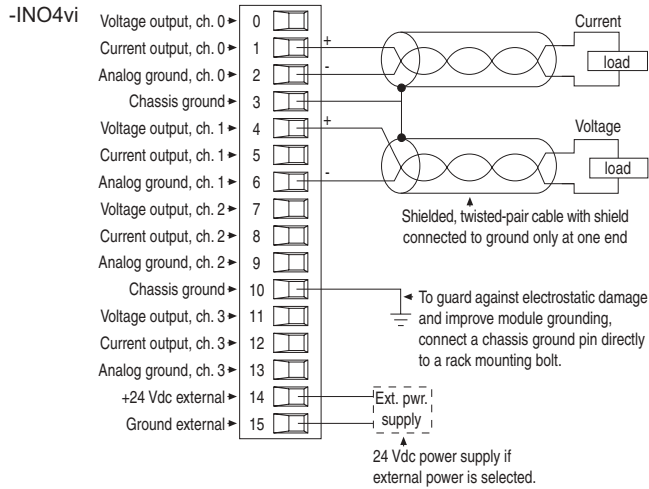 -INO4vi
Voltage output, ch. 0 0
Current output, ch. 0 1 +
Analog ground, ch. 0 2 -
Chassis ground 3
Voltage output, ch. 1 4 +
Current output, ch. 1 5
Analog ground, ch. 1 6 -
Voltage output, ch. 2 7
Current output, ch. 2 8
Analog ground, ch. 2 9
Chassis ground 10
Voltage output, ch. 3 11
Current output, ch. 3 12
Analog ground, ch. 3 13
+24 Vdc external 14
Ground external 15
Current
load
Voltage
load
Shielded, twisted-pair cable with shield
connected to ground only at one end
To guard against electrostatic damage
and improve module grounding,
connect a chassis ground pin directly
to a rack mounting bolt.
Ext. pwr.
supply
24 Vdc power supply if
external power is selected.